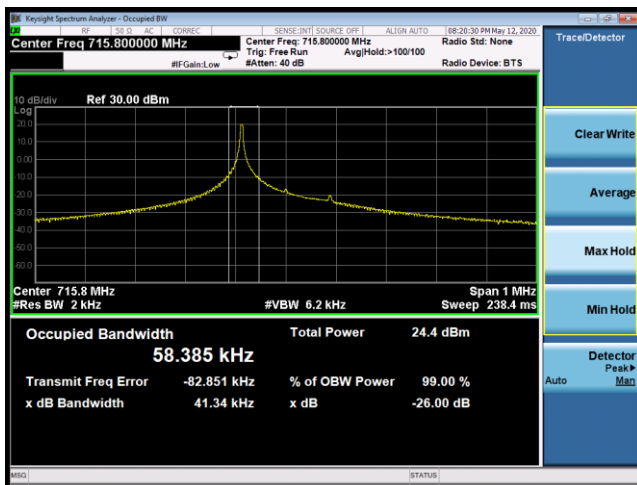 Keysight Spectrum Analyzer - Occupied BW
RF 50 Ω AC CORREC SENSE:INT SOURCE OFF ALIGN AUTO 08:20:30 PM May 12, 2020
Center Freq 715.800000 MHz Center Freq: 715.800000 MHz Radio Std: None Trace/Detector
Trig: Free Run Avg|Hold:>100/100
#IFGain:Low #Atten: 40 dB Radio Device: BTS
10 dB/div Ref 30.00 dBm
Log
20.0
10.0
0.00
-10.0
-20.0
-30.0
-40.0
-50.0
-60.0
Center 715.8 MHz Span 1 MHz
#Res BW 2 kHz #VBW 6.2 kHz Sweep 238.4 ms
Occupied Bandwidth Total Power 24.4 dBm
58.385 kHz
Transmit Freq Error -82.851 kHz % of OBW Power 99.00 %
x dB Bandwidth 41.34 kHz x dB -26.00 dB
Clear Write
Average
Max Hold
Min Hold
Detector
Peak▶
Auto Man
MSG STATUS